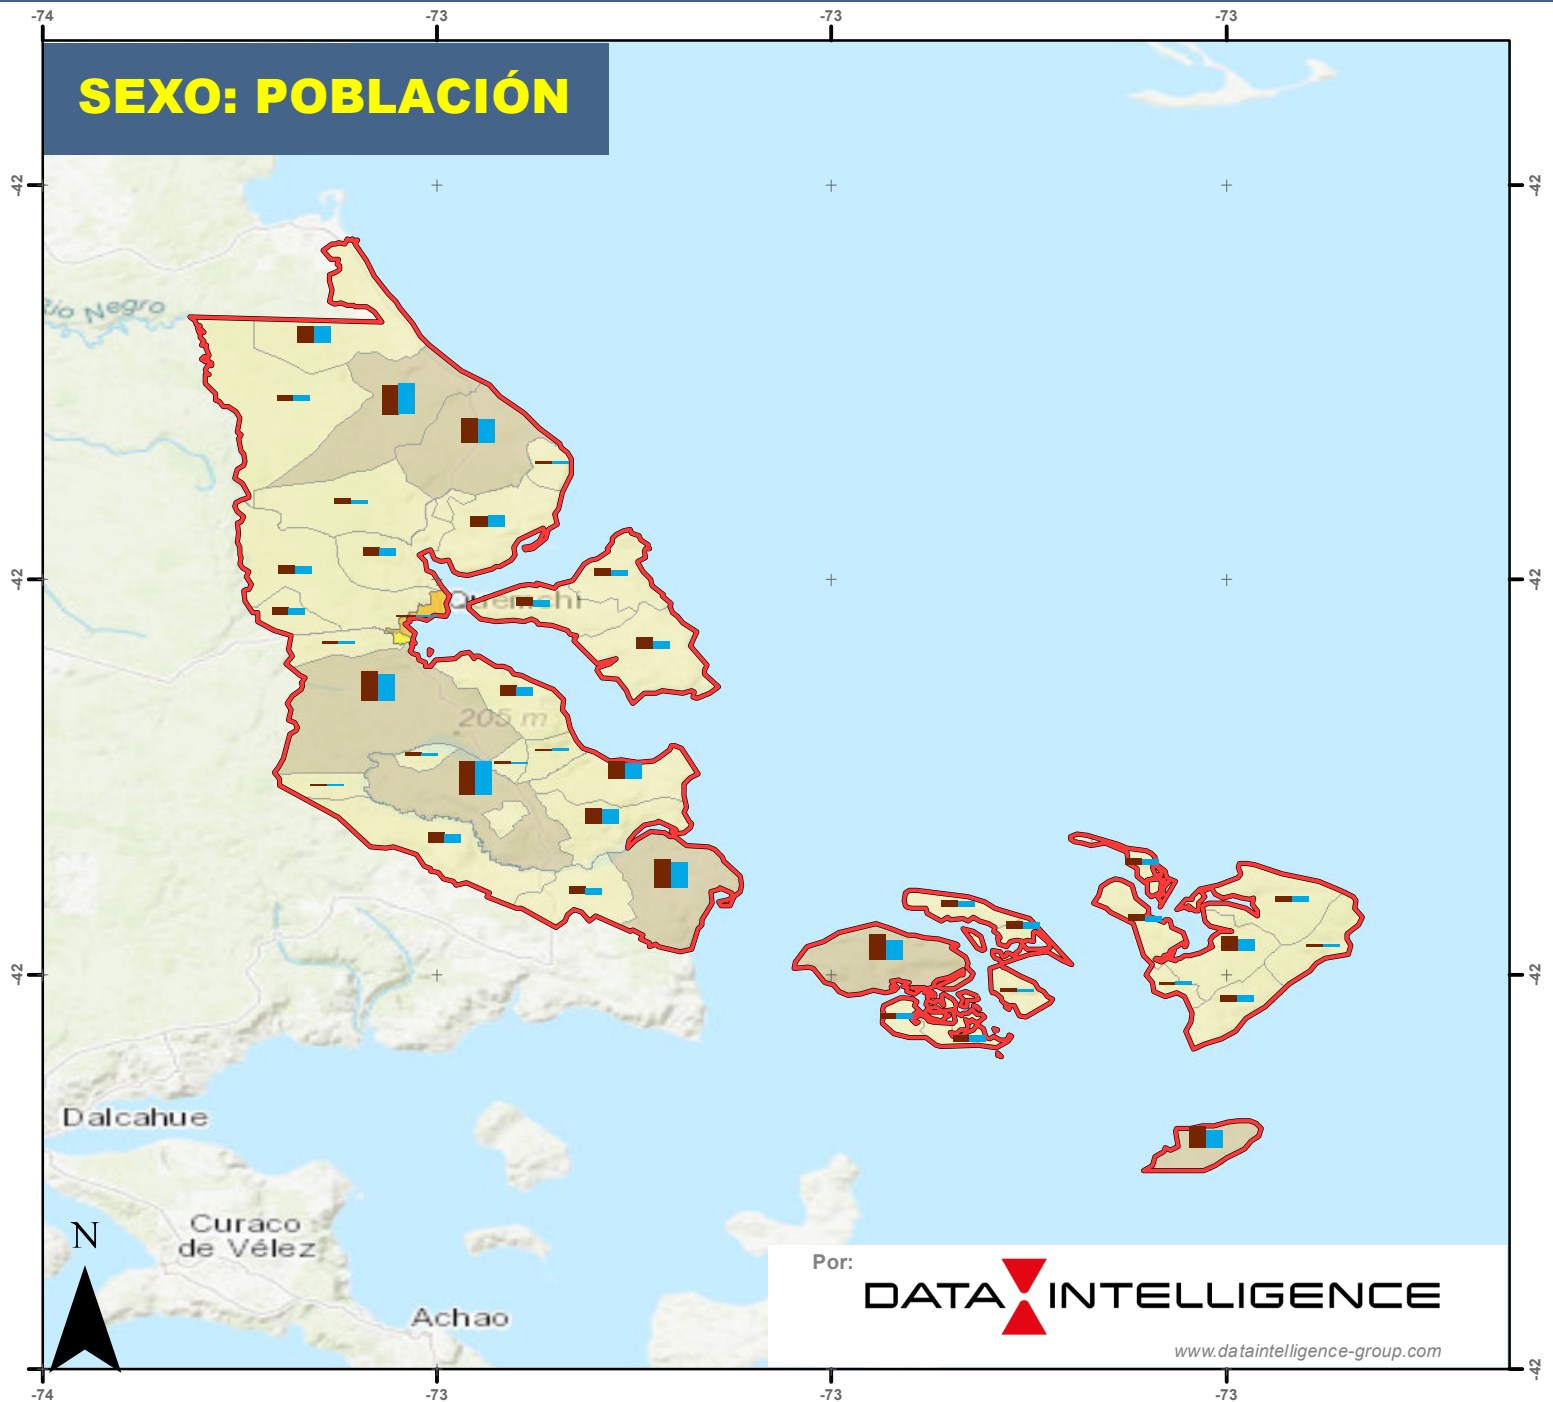 -74
-73
-73
-73
SEXO: POBLACIÓN
-42
-42
Río Negro
-42
-42
Quemchi
205 m
-42
-42
Dalcahue
Curaco
de Vélez
N
Achao
Por:
DATA INTELLIGENCE
www.dataintelligence-group.com
-42
-74
-73
-73
-73